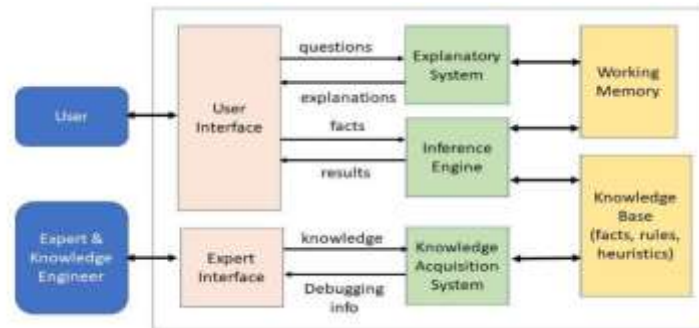 questions
Explanatory
System
Working
Memory
explanations
User
User
Interface
facts
Inference
Engine
results
Knowledge
Base
(facts, rules,
heuristics)
Expert &
Knowledge
Engineer
Expert
Interface
knowledge
Knowledge
Acquisition
System
Debugging
info